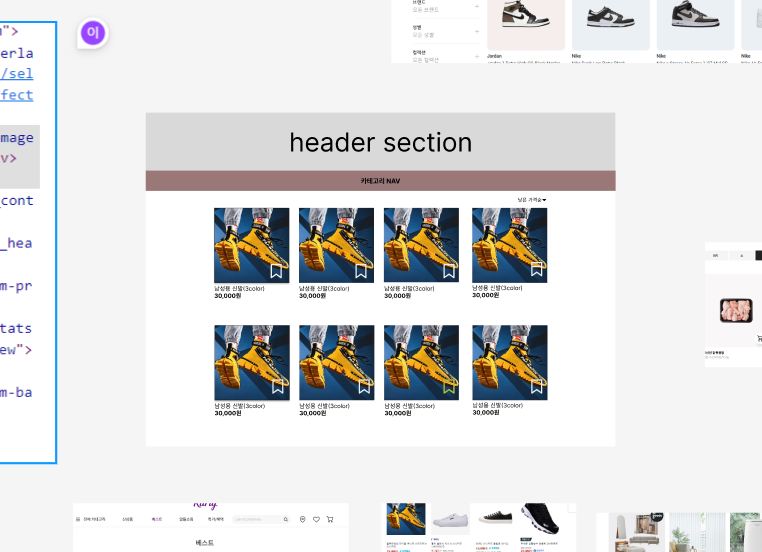 ">
erla
/sel
fect
mage
v>
cont
_hea
m-pr
tats
ew">
m-ba
이
브랜드
모든 브랜드
성별
모든 성별
컬렉션
모든 컬렉션
Jordan
Nike
Nike
Nike
header section
카테고리 NAV
낮은 가격순
남성용 신발(3color)
30,000원
남성용 신발(3color)
30,000원
남성용 신발(3color)
30,000원
남성용 신발(3color)
30,000원
남성용 신발(3color)
30,000원
남성용 신발(3color)
30,000원
남성용 신발(3color)
30,000원
남성용 신발(3color)
30,000원
Kurly
전체 카테고리
신상품
베스트
알뜰쇼핑
특가/혜택
베스트